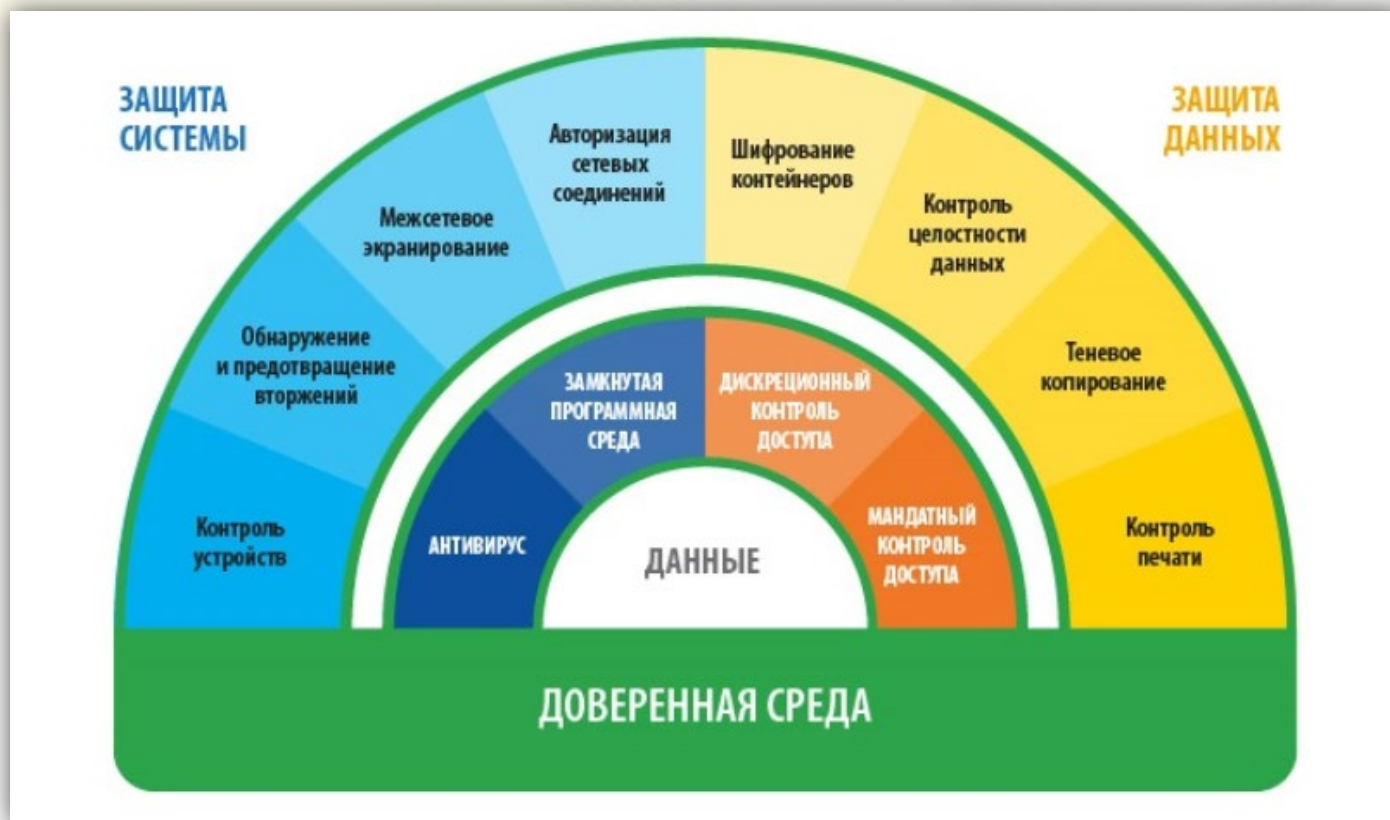 ЗАЩИТА
СИСТЕМЫ
ЗАЩИТА
ДАННЫХ
Авторизация
сетевых
соединений
Шифрование
контейнеров
Межсетевое
экранирование
Контроль
целостности
данных
Обнаружение
и предотвращение
вторжений
Теневое
копирование
Контроль
устройств
Контроль
печати
ЗАМКНУТАЯ
ПРОГРАММНАЯ
СРЕДА
ДИСКРЕЦИОННЫЙ
КОНТРОЛЬ
ДОСТУПА
АНТИВИРУС
МАНДАТНЫЙ
КОНТРОЛЬ
ДОСТУПА
ДАННЫЕ
ДОВЕРЕННАЯ СРЕДА